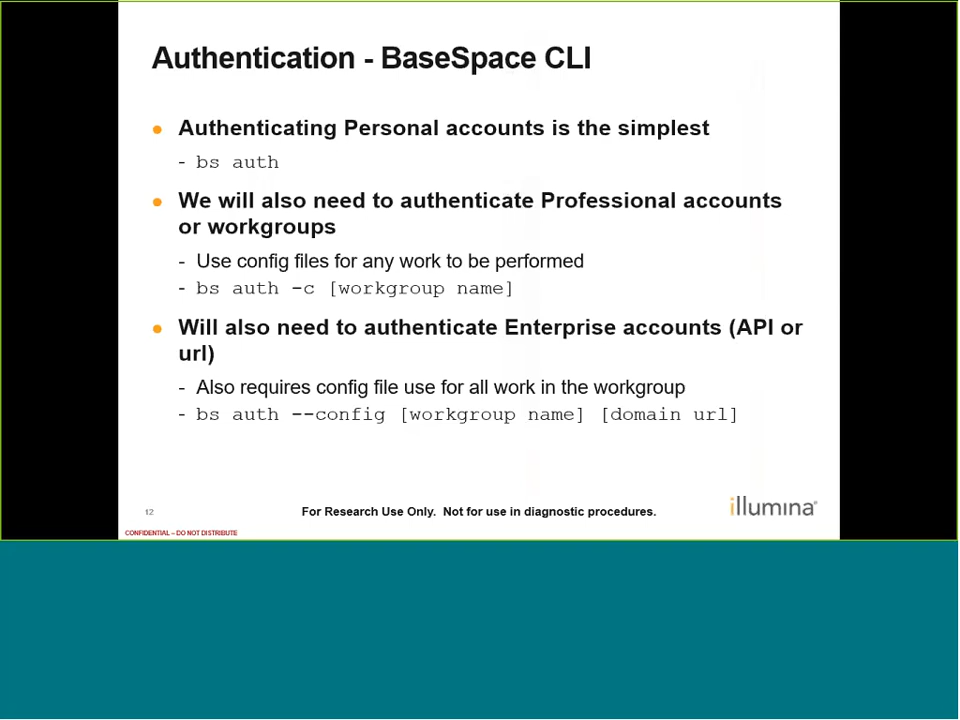 Authentication - BaseSpace CLI
● Authenticating Personal accounts is the simplest
- bs auth
● We will also need to authenticate Professional accounts
or workgroups
- Use config files for any work to be performed
- bs auth -c [workgroup name]
● Will also need to authenticate Enterprise accounts (API or
url)
- Also requires config file use for all work in the workgroup
- bs auth --config [workgroup name] [domain url]
12
For Research Use Only. Not for use in diagnostic procedures.
illumina®
CONFIDENTIAL – DO NOT DISTRIBUTE